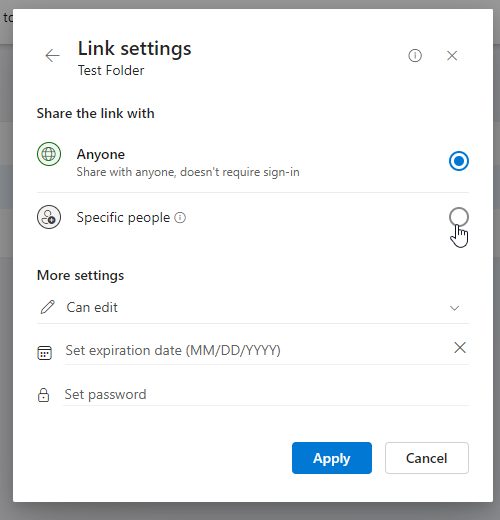 to
Link settings
Test Folder
Share the link with
Anyone
Share with anyone, doesn't require sign-in
Specific people
More settings
Can edit
Set expiration date (MM/DD/YYYY)
Set password
Apply
Cancel